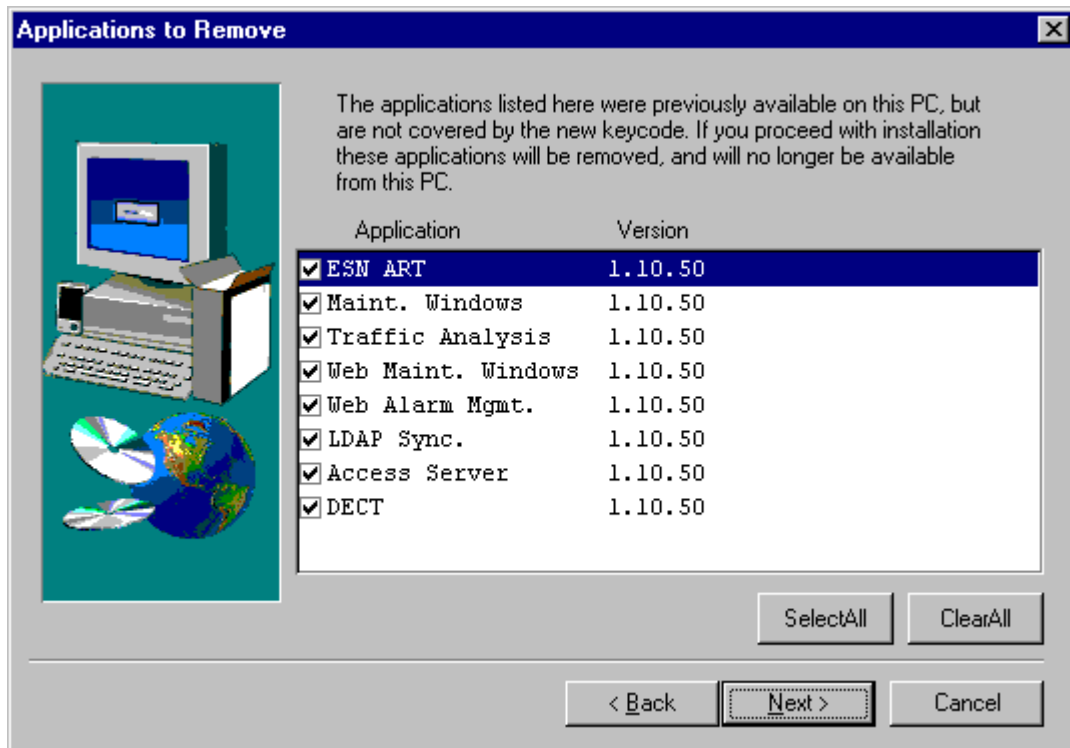 Applications to Remove
The applications listed here were previously available on this PC, but
are not covered by the new keycode. If you proceed with installation
these applications will be removed, and will no longer be available
from this PC.
Application Version
ESN ART 1.10.50
Maint. Windows 1.10.50
Traffic Analysis 1.10.50
Web Maint. Windows 1.10.50
Web Alarm Mgmt. 1.10.50
LDAP Sync. 1.10.50
Access Server 1.10.50
DECT 1.10.50
SelectAll ClearAll
< Back Next > Cancel